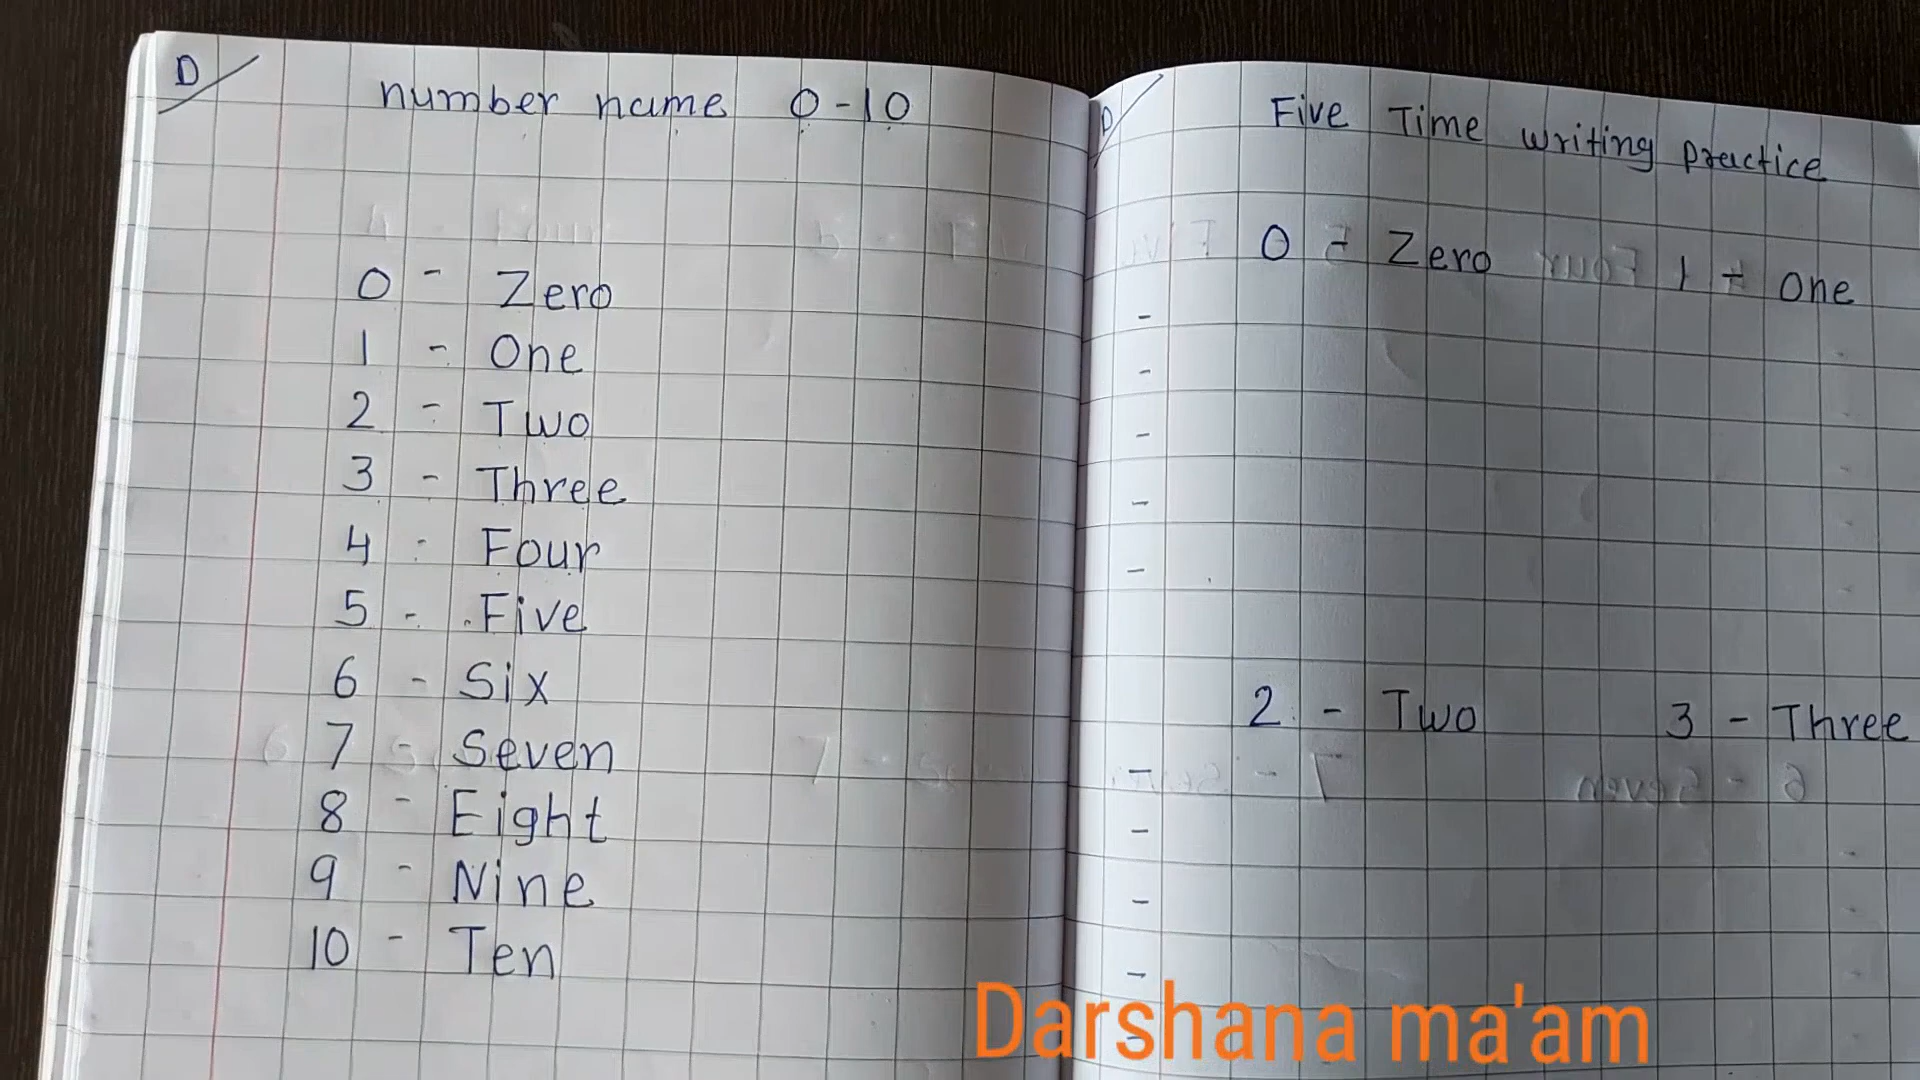 D/
number name 0-10
0 - Zero
1 - One
2 - Two
3 - Three
4 - Four
5 - Five
6 - Six
7 - Seven
8 - Eight
9 - Nine
10 - Ten
D/
Five Time writing practice
0 - Zero 1 - One
-
-
-
-
-
2 - Two 3 - Three
-
-
-
-
Darshana ma'am